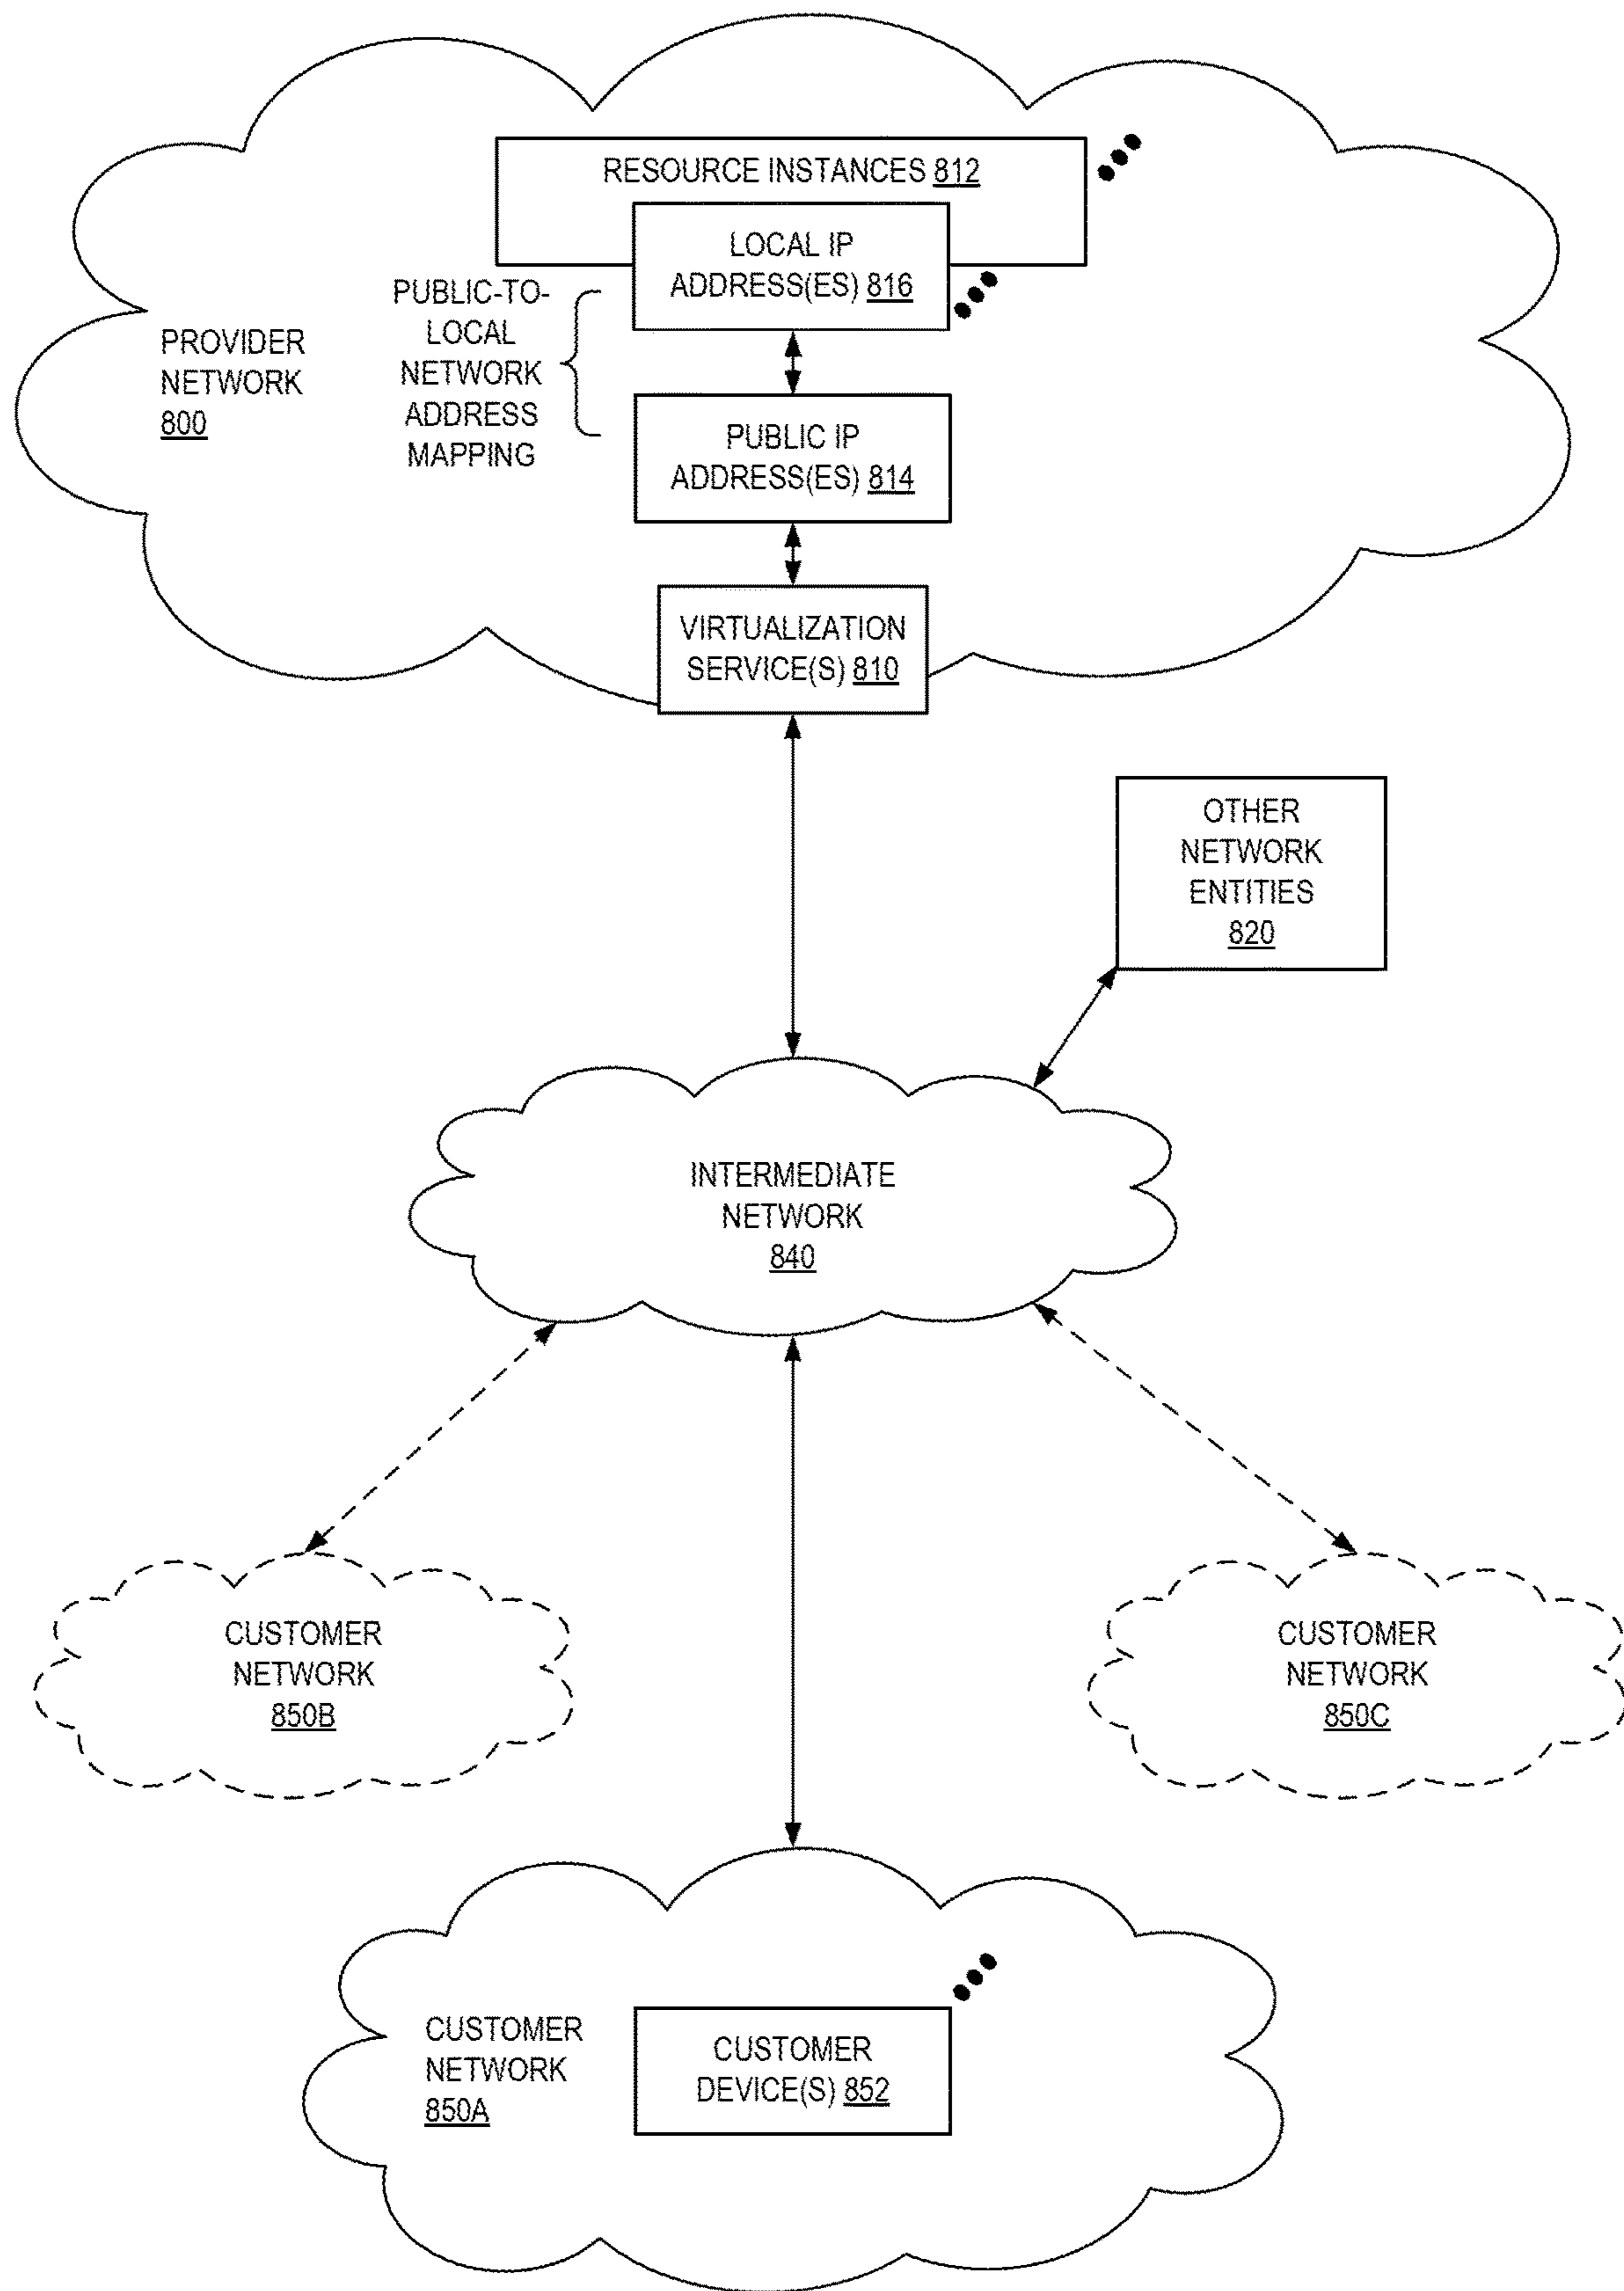 RESOURCE INSTANCES 812
LOCAL IP
ADDRESS(ES) 816
PUBLIC-TO-
LOCAL
NETWORK
ADDRESS
MAPPING
PROVIDER
NETWORK
800
PUBLIC IP
ADDRESS(ES) 814
VIRTUALIZATION
SERVICE(S) 810
OTHER
NETWORK
ENTITIES
820
INTERMEDIATE
NETWORK
840
CUSTOMER
NETWORK
850B
CUSTOMER
NETWORK
850C
CUSTOMER
NETWORK
850A
CUSTOMER
DEVICE(S) 852